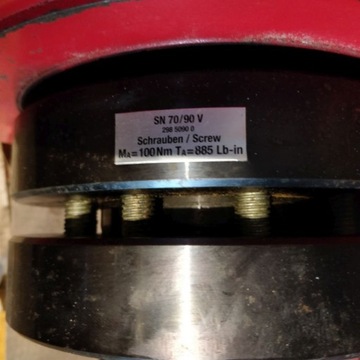 SN 70/90 V
298 5090 0
Schrauben / Screw
MA=100Nm TA=885 Lb-in